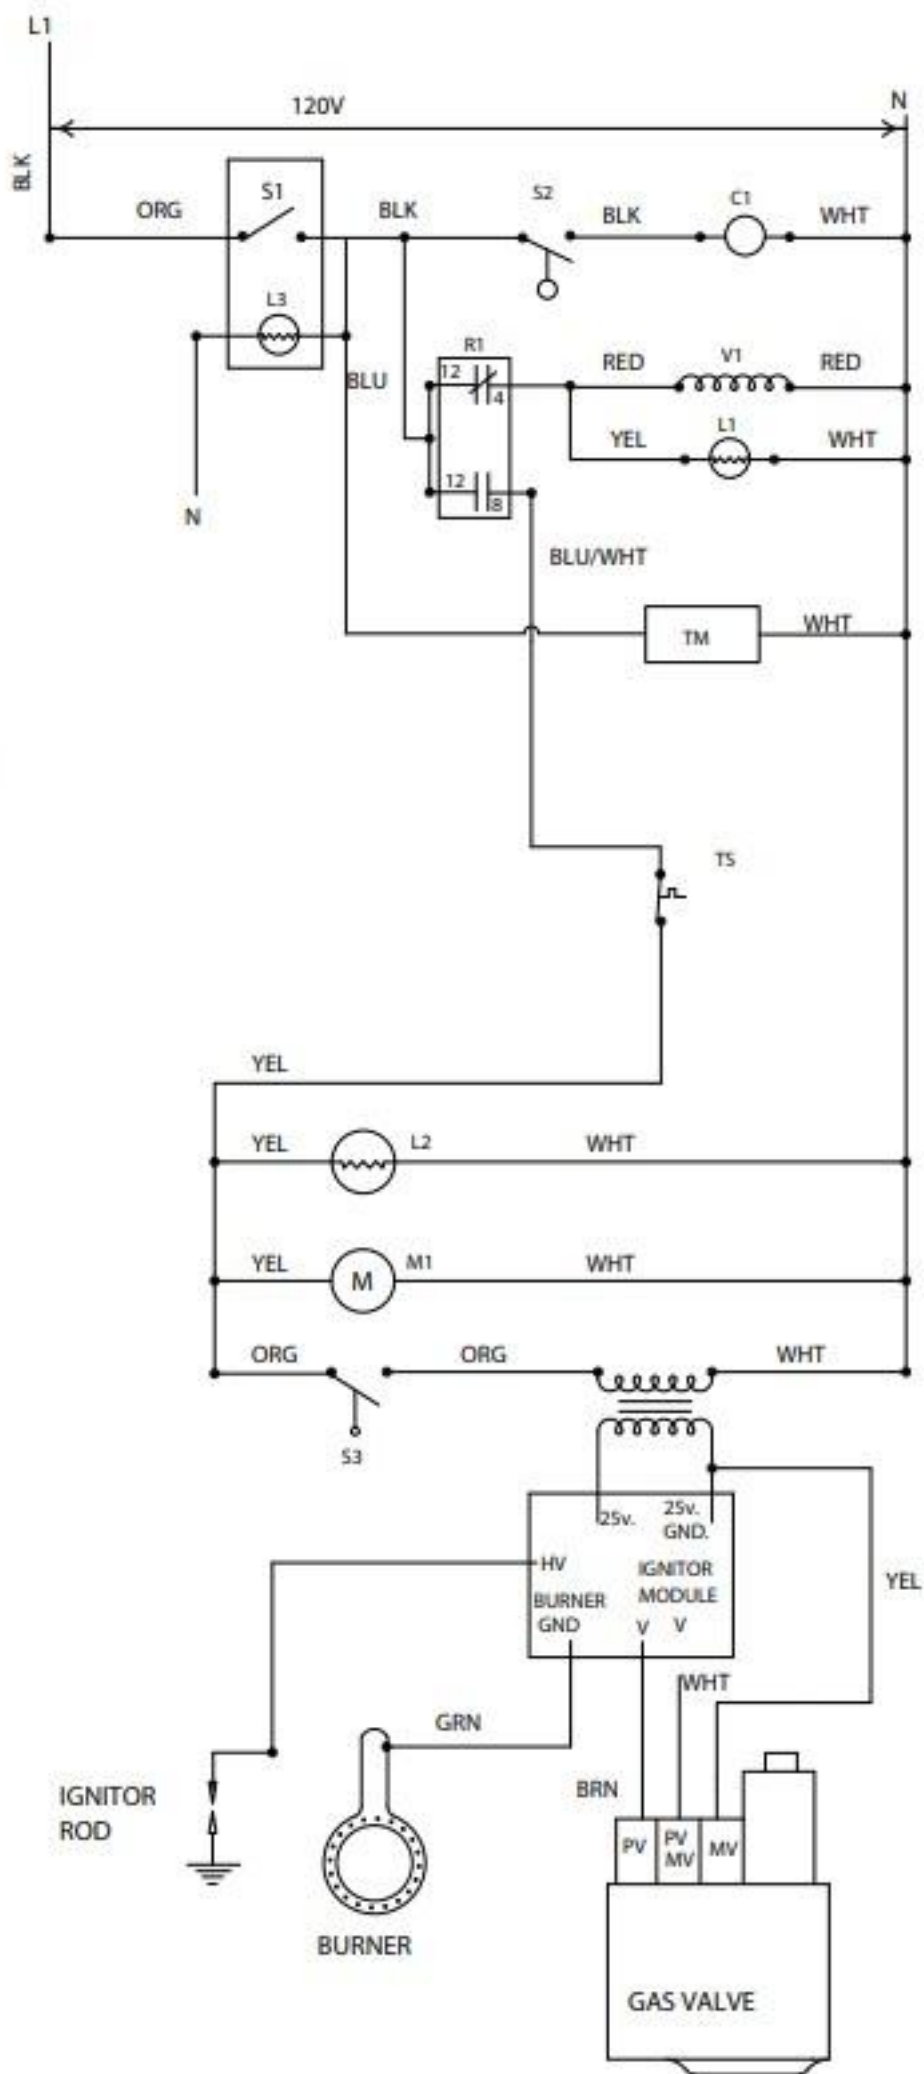 L1
120V
N
BLK
ORG
S1
BLK
S2
BLK
C1
WHT
L3
BLU
N
R1
12
4
12
8
RED
V1
RED
YEL
L1
WHT
BLU/WHT
TM
WHT
TS
YEL
YEL
L2
WHT
YEL
M
M1
WHT
ORG
S3
ORG
WHT
25v.
25v.
GND.
HV
IGNITOR
MODULE
BURNER
GND
V
V
YEL
WHT
GRN
BRN
IGNITOR
ROD
BURNER
PV
PV
MV
MV
GAS VALVE